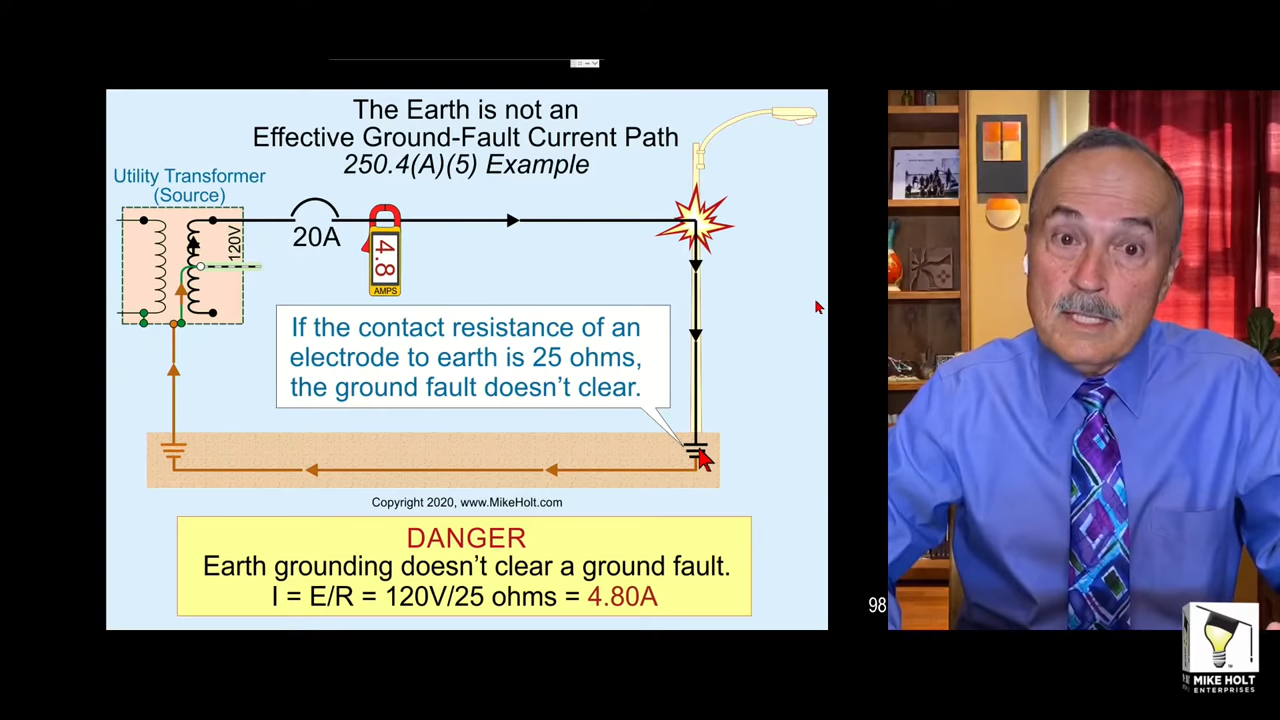 The Earth is not an
Effective Ground-Fault Current Path
250.4(A)(5) Example
Utility Transformer
(Source)
120V
20A
4.8
AMPS
If the contact resistance of an
electrode to earth is 25 ohms,
the ground fault doesn’t clear.
Copyright 2020, www.MikeHolt.com
DANGER
Earth grounding doesn’t clear a ground fault.
I = E/R = 120V/25 ohms = 4.80A
98
MIKE HOLT
ENTERPRISES